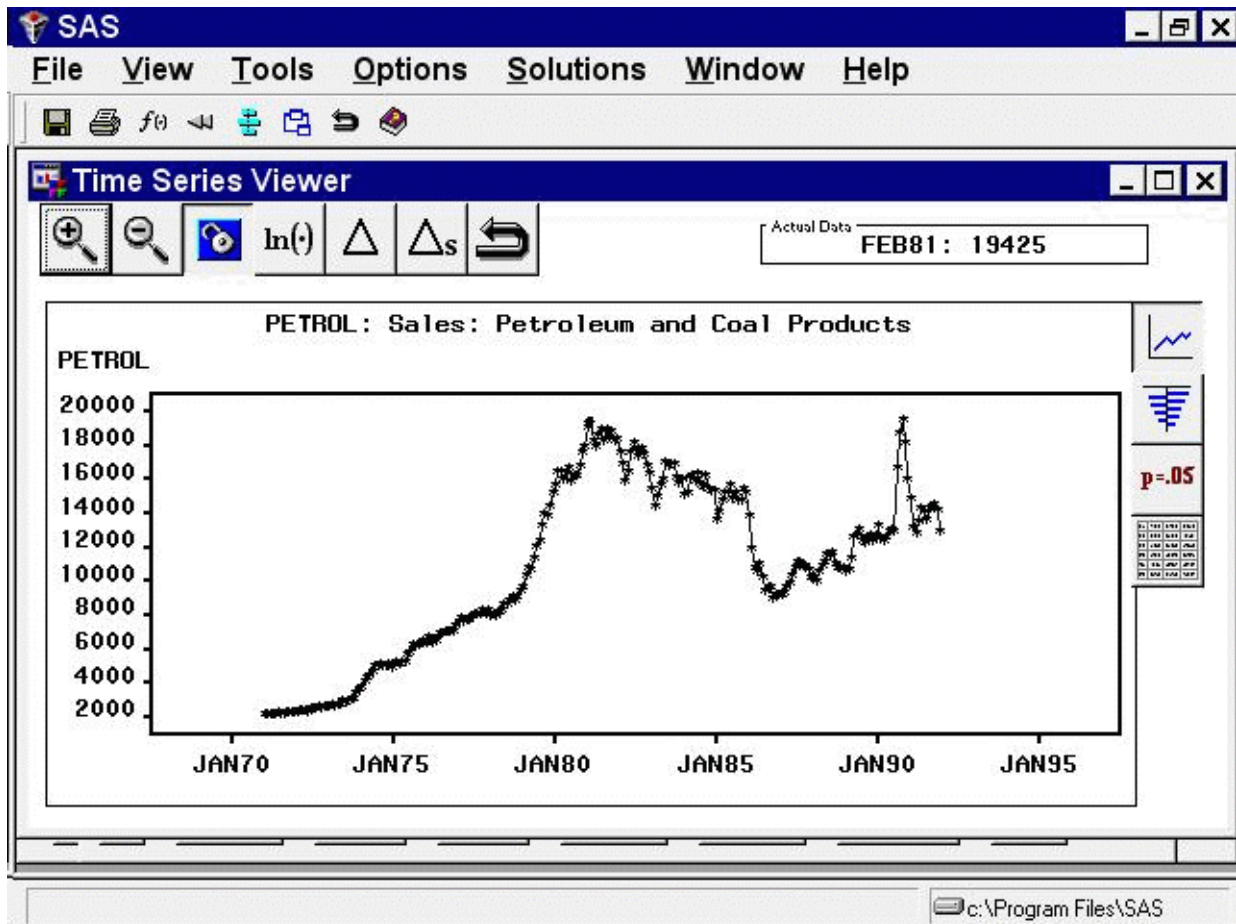 SAS
File View Tools Options Solutions Window Help
f(·)
Time Series Viewer
ln(·) Δ Δs
Actual Data
FEB81: 19425
PETROL: Sales: Petroleum and Coal Products
PETROL
20000
18000
16000
14000
12000
10000
8000
6000
4000
2000
JAN70 JAN75 JAN80 JAN85 JAN90 JAN95
p=.05
c:\Program Files\SAS